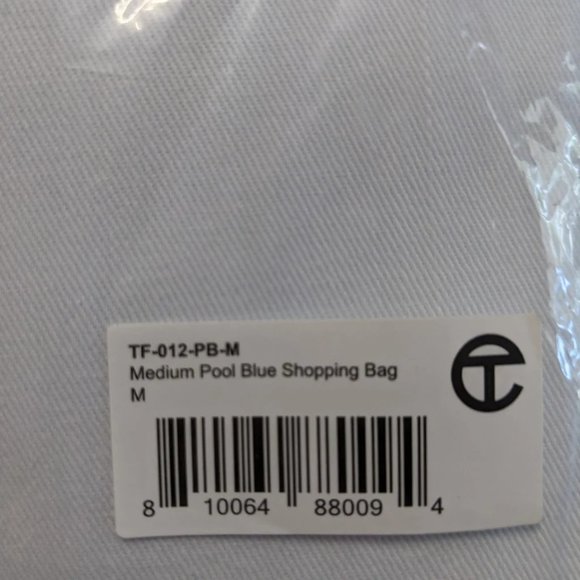 TF-012-PB-M
Medium Pool Blue Shopping Bag
M
8 10064 88009 4